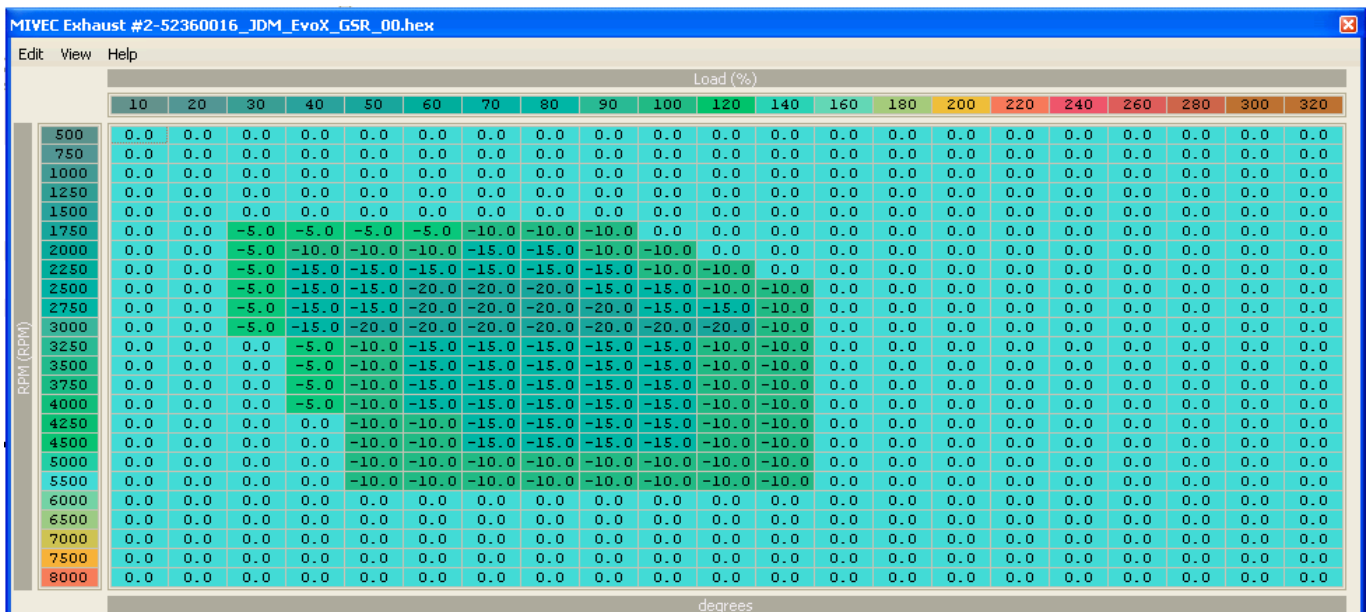 MIVEC Exhaust #2-52360016_JDM_EvoX_GSR_00.hex
Edit View Help
Load (%)
10 20 30 40 50 60 70 80 90 100 120 140 160 180 200 220 240 260 280 300 320
RPM (RPM)
500 0.0 0.0 0.0 0.0 0.0 0.0 0.0 0.0 0.0 0.0 0.0 0.0 0.0 0.0 0.0 0.0 0.0 0.0 0.0 0.0 0.0
750 0.0 0.0 0.0 0.0 0.0 0.0 0.0 0.0 0.0 0.0 0.0 0.0 0.0 0.0 0.0 0.0 0.0 0.0 0.0 0.0 0.0
1000 0.0 0.0 0.0 0.0 0.0 0.0 0.0 0.0 0.0 0.0 0.0 0.0 0.0 0.0 0.0 0.0 0.0 0.0 0.0 0.0 0.0
1250 0.0 0.0 0.0 0.0 0.0 0.0 0.0 0.0 0.0 0.0 0.0 0.0 0.0 0.0 0.0 0.0 0.0 0.0 0.0 0.0 0.0
1500 0.0 0.0 0.0 0.0 0.0 0.0 0.0 0.0 0.0 0.0 0.0 0.0 0.0 0.0 0.0 0.0 0.0 0.0 0.0 0.0 0.0
1750 0.0 0.0 -5.0 -5.0 -5.0 -5.0 -10.0 -10.0 -10.0 0.0 0.0 0.0 0.0 0.0 0.0 0.0 0.0 0.0 0.0 0.0 0.0
2000 0.0 0.0 -5.0 -10.0 -10.0 -10.0 -15.0 -15.0 -10.0 -10.0 0.0 0.0 0.0 0.0 0.0 0.0 0.0 0.0 0.0 0.0 0.0
2250 0.0 0.0 -5.0 -15.0 -15.0 -15.0 -15.0 -15.0 -15.0 -10.0 -10.0 0.0 0.0 0.0 0.0 0.0 0.0 0.0 0.0 0.0 0.0
2500 0.0 0.0 -5.0 -15.0 -15.0 -20.0 -20.0 -20.0 -15.0 -15.0 -10.0 -10.0 0.0 0.0 0.0 0.0 0.0 0.0 0.0 0.0 0.0
2750 0.0 0.0 -5.0 -15.0 -15.0 -20.0 -20.0 -20.0 -20.0 -15.0 -15.0 -10.0 0.0 0.0 0.0 0.0 0.0 0.0 0.0 0.0 0.0
3000 0.0 0.0 -5.0 -15.0 -20.0 -20.0 -20.0 -20.0 -20.0 -20.0 -20.0 -10.0 0.0 0.0 0.0 0.0 0.0 0.0 0.0 0.0 0.0
3250 0.0 0.0 0.0 -5.0 -10.0 -15.0 -15.0 -15.0 -15.0 -15.0 -10.0 -10.0 0.0 0.0 0.0 0.0 0.0 0.0 0.0 0.0 0.0
3500 0.0 0.0 0.0 -5.0 -10.0 -15.0 -15.0 -15.0 -15.0 -15.0 -10.0 -10.0 0.0 0.0 0.0 0.0 0.0 0.0 0.0 0.0 0.0
3750 0.0 0.0 0.0 -5.0 -10.0 -15.0 -15.0 -15.0 -15.0 -15.0 -10.0 -10.0 0.0 0.0 0.0 0.0 0.0 0.0 0.0 0.0 0.0
4000 0.0 0.0 0.0 -5.0 -10.0 -15.0 -15.0 -15.0 -15.0 -15.0 -10.0 -10.0 0.0 0.0 0.0 0.0 0.0 0.0 0.0 0.0 0.0
4250 0.0 0.0 0.0 0.0 -10.0 -10.0 -15.0 -15.0 -15.0 -15.0 -10.0 -10.0 0.0 0.0 0.0 0.0 0.0 0.0 0.0 0.0 0.0
4500 0.0 0.0 0.0 0.0 -10.0 -10.0 -15.0 -15.0 -15.0 -15.0 -10.0 -10.0 0.0 0.0 0.0 0.0 0.0 0.0 0.0 0.0 0.0
5000 0.0 0.0 0.0 0.0 -10.0 -10.0 -10.0 -10.0 -10.0 -10.0 -10.0 -10.0 0.0 0.0 0.0 0.0 0.0 0.0 0.0 0.0 0.0
5500 0.0 0.0 0.0 0.0 -10.0 -10.0 -10.0 -10.0 -10.0 -10.0 -10.0 -10.0 0.0 0.0 0.0 0.0 0.0 0.0 0.0 0.0 0.0
6000 0.0 0.0 0.0 0.0 0.0 0.0 0.0 0.0 0.0 0.0 0.0 0.0 0.0 0.0 0.0 0.0 0.0 0.0 0.0 0.0 0.0
6500 0.0 0.0 0.0 0.0 0.0 0.0 0.0 0.0 0.0 0.0 0.0 0.0 0.0 0.0 0.0 0.0 0.0 0.0 0.0 0.0 0.0
7000 0.0 0.0 0.0 0.0 0.0 0.0 0.0 0.0 0.0 0.0 0.0 0.0 0.0 0.0 0.0 0.0 0.0 0.0 0.0 0.0 0.0
7500 0.0 0.0 0.0 0.0 0.0 0.0 0.0 0.0 0.0 0.0 0.0 0.0 0.0 0.0 0.0 0.0 0.0 0.0 0.0 0.0 0.0
8000 0.0 0.0 0.0 0.0 0.0 0.0 0.0 0.0 0.0 0.0 0.0 0.0 0.0 0.0 0.0 0.0 0.0 0.0 0.0 0.0 0.0
degrees